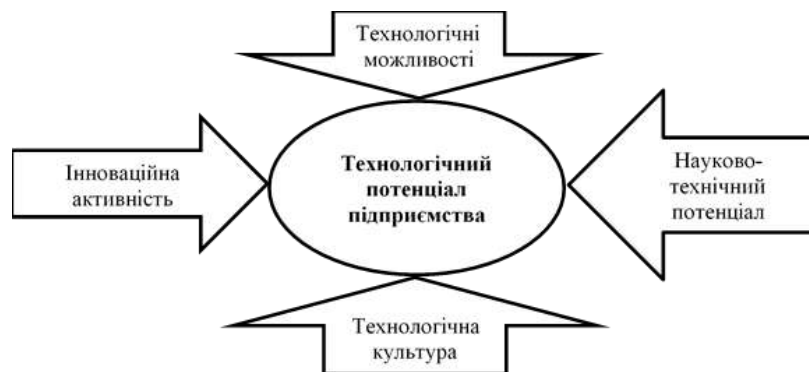 Технологічні
можливості
Інноваційна
активність
Технологічний
потенціал
підприємства
Науково-
технічний
потенціал
Технологічна
культура